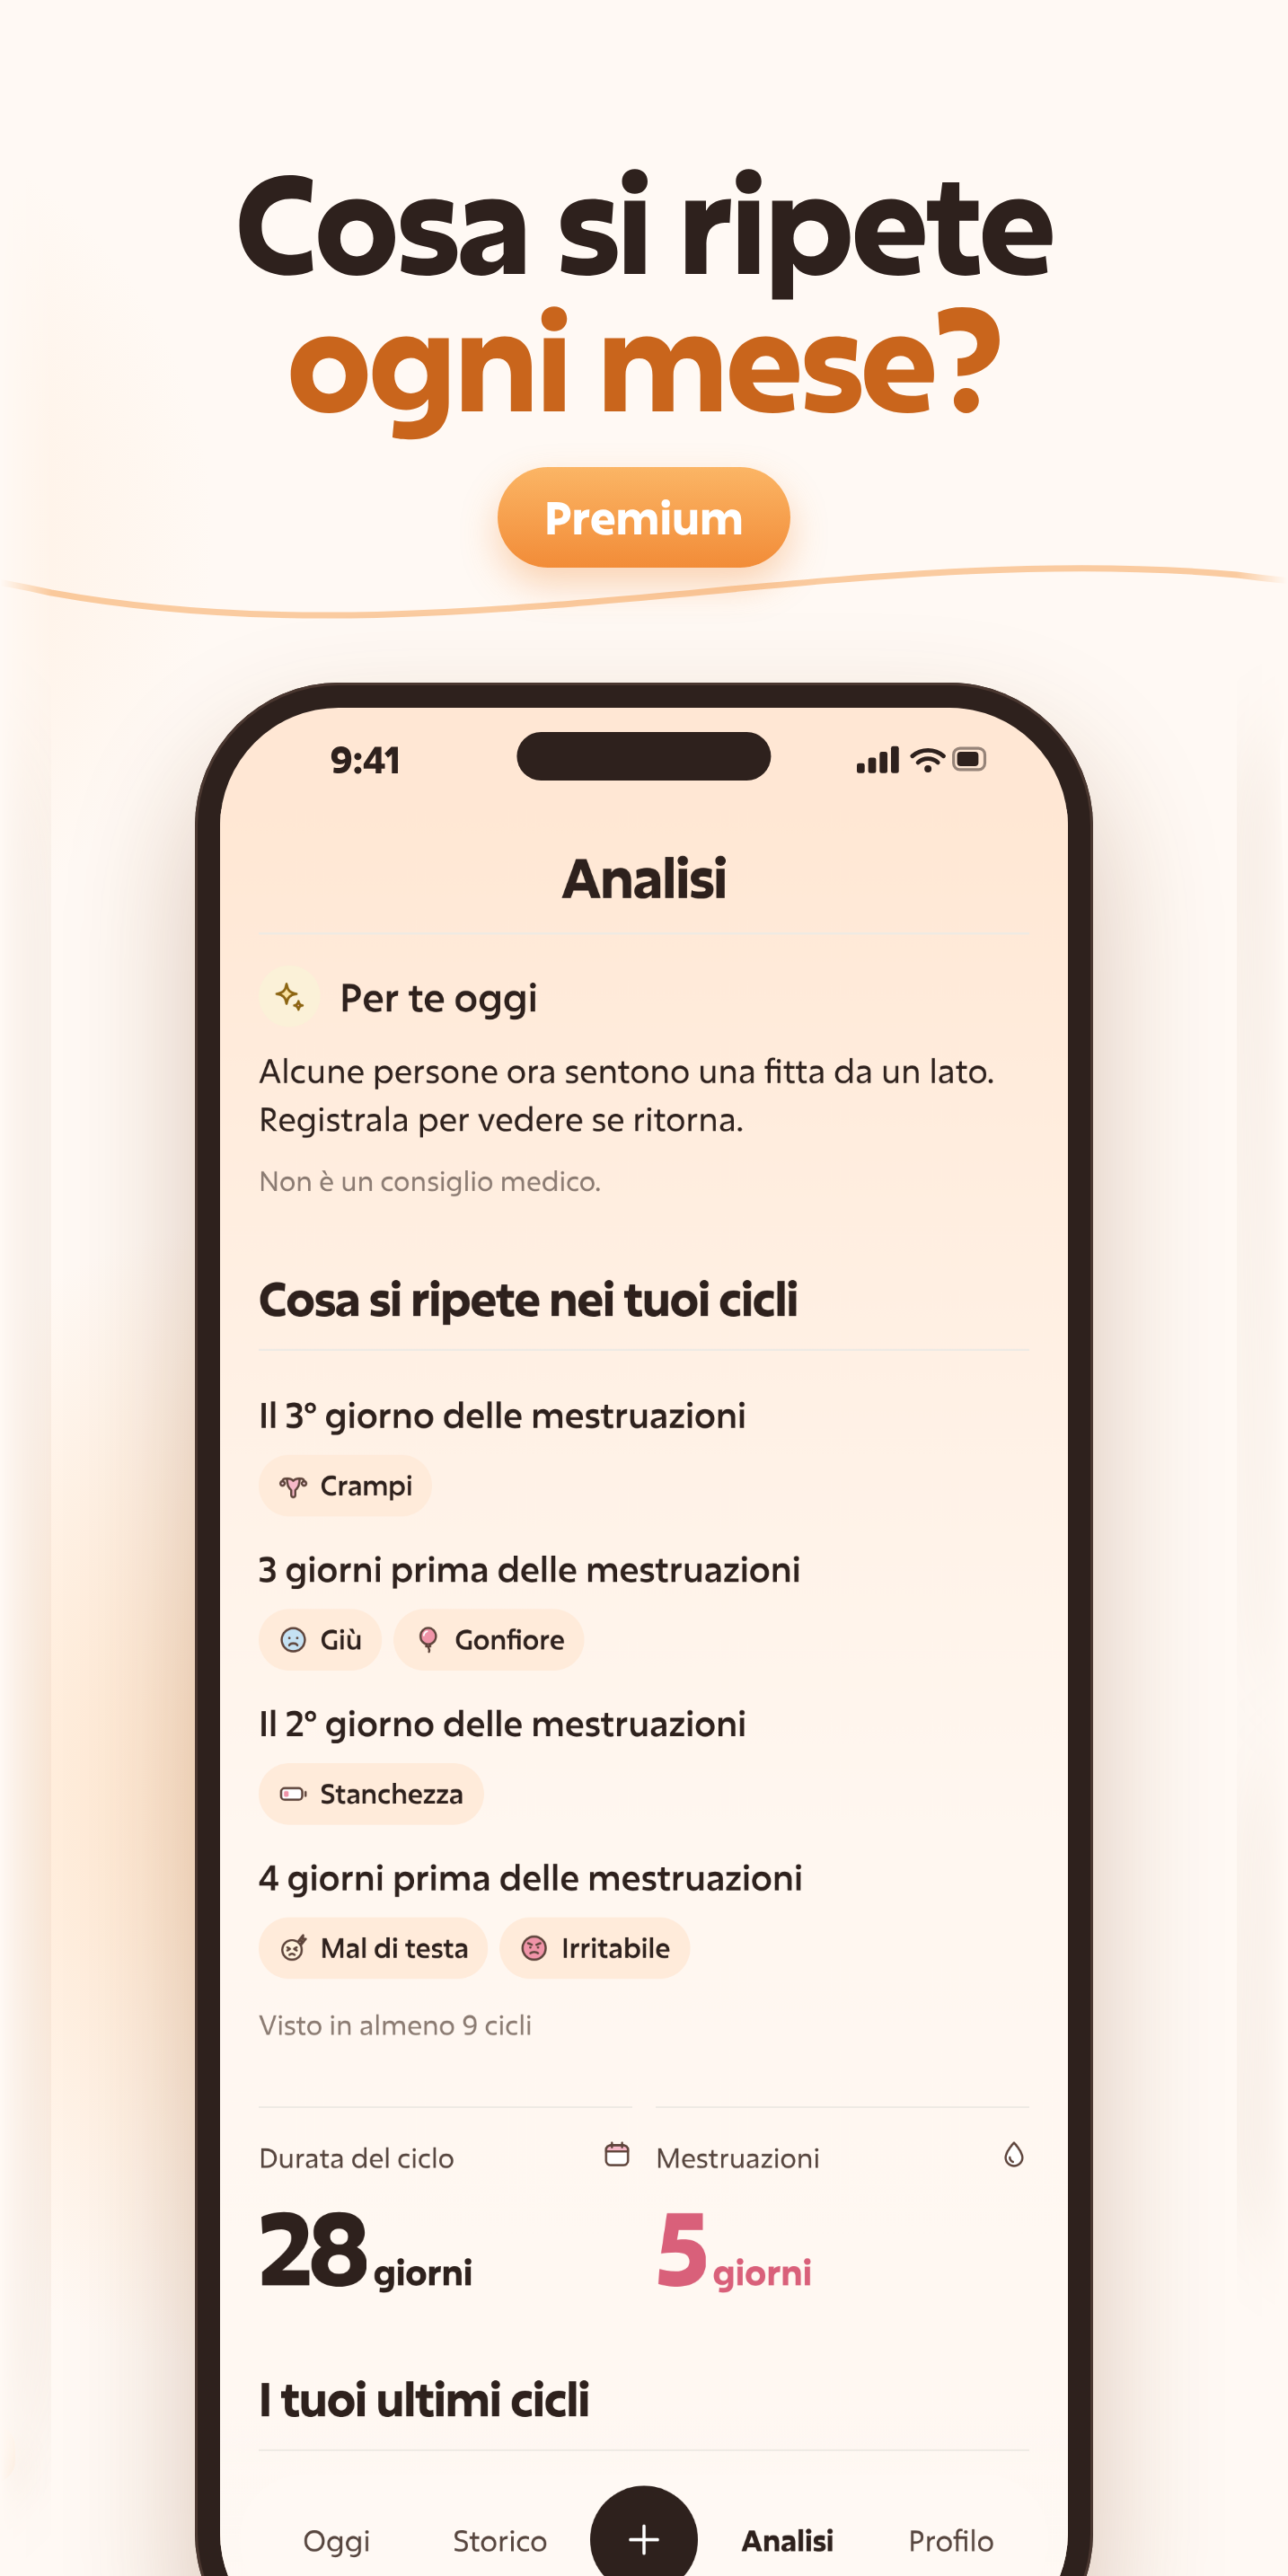 Cosa si ripete
ogni mese?
Premium
9:41
Analisi
Per te oggi
Alcune persone ora sentono una fitta da un lato.
Registrala per vedere se ritorna.
Non è un consiglio medico.
Cosa si ripete nei tuoi cicli
Il 3° giorno delle mestruazioni
Crampi
3 giorni prima delle mestruazioni
Giù Gonfiore
Il 2° giorno delle mestruazioni
Stanchezza
4 giorni prima delle mestruazioni
Mal di testa Irritabile
Visto in almeno 9 cicli
Durata del ciclo Mestruazioni
28 giorni 5 giorni
I tuoi ultimi cicli
Oggi Storico + Analisi Profilo